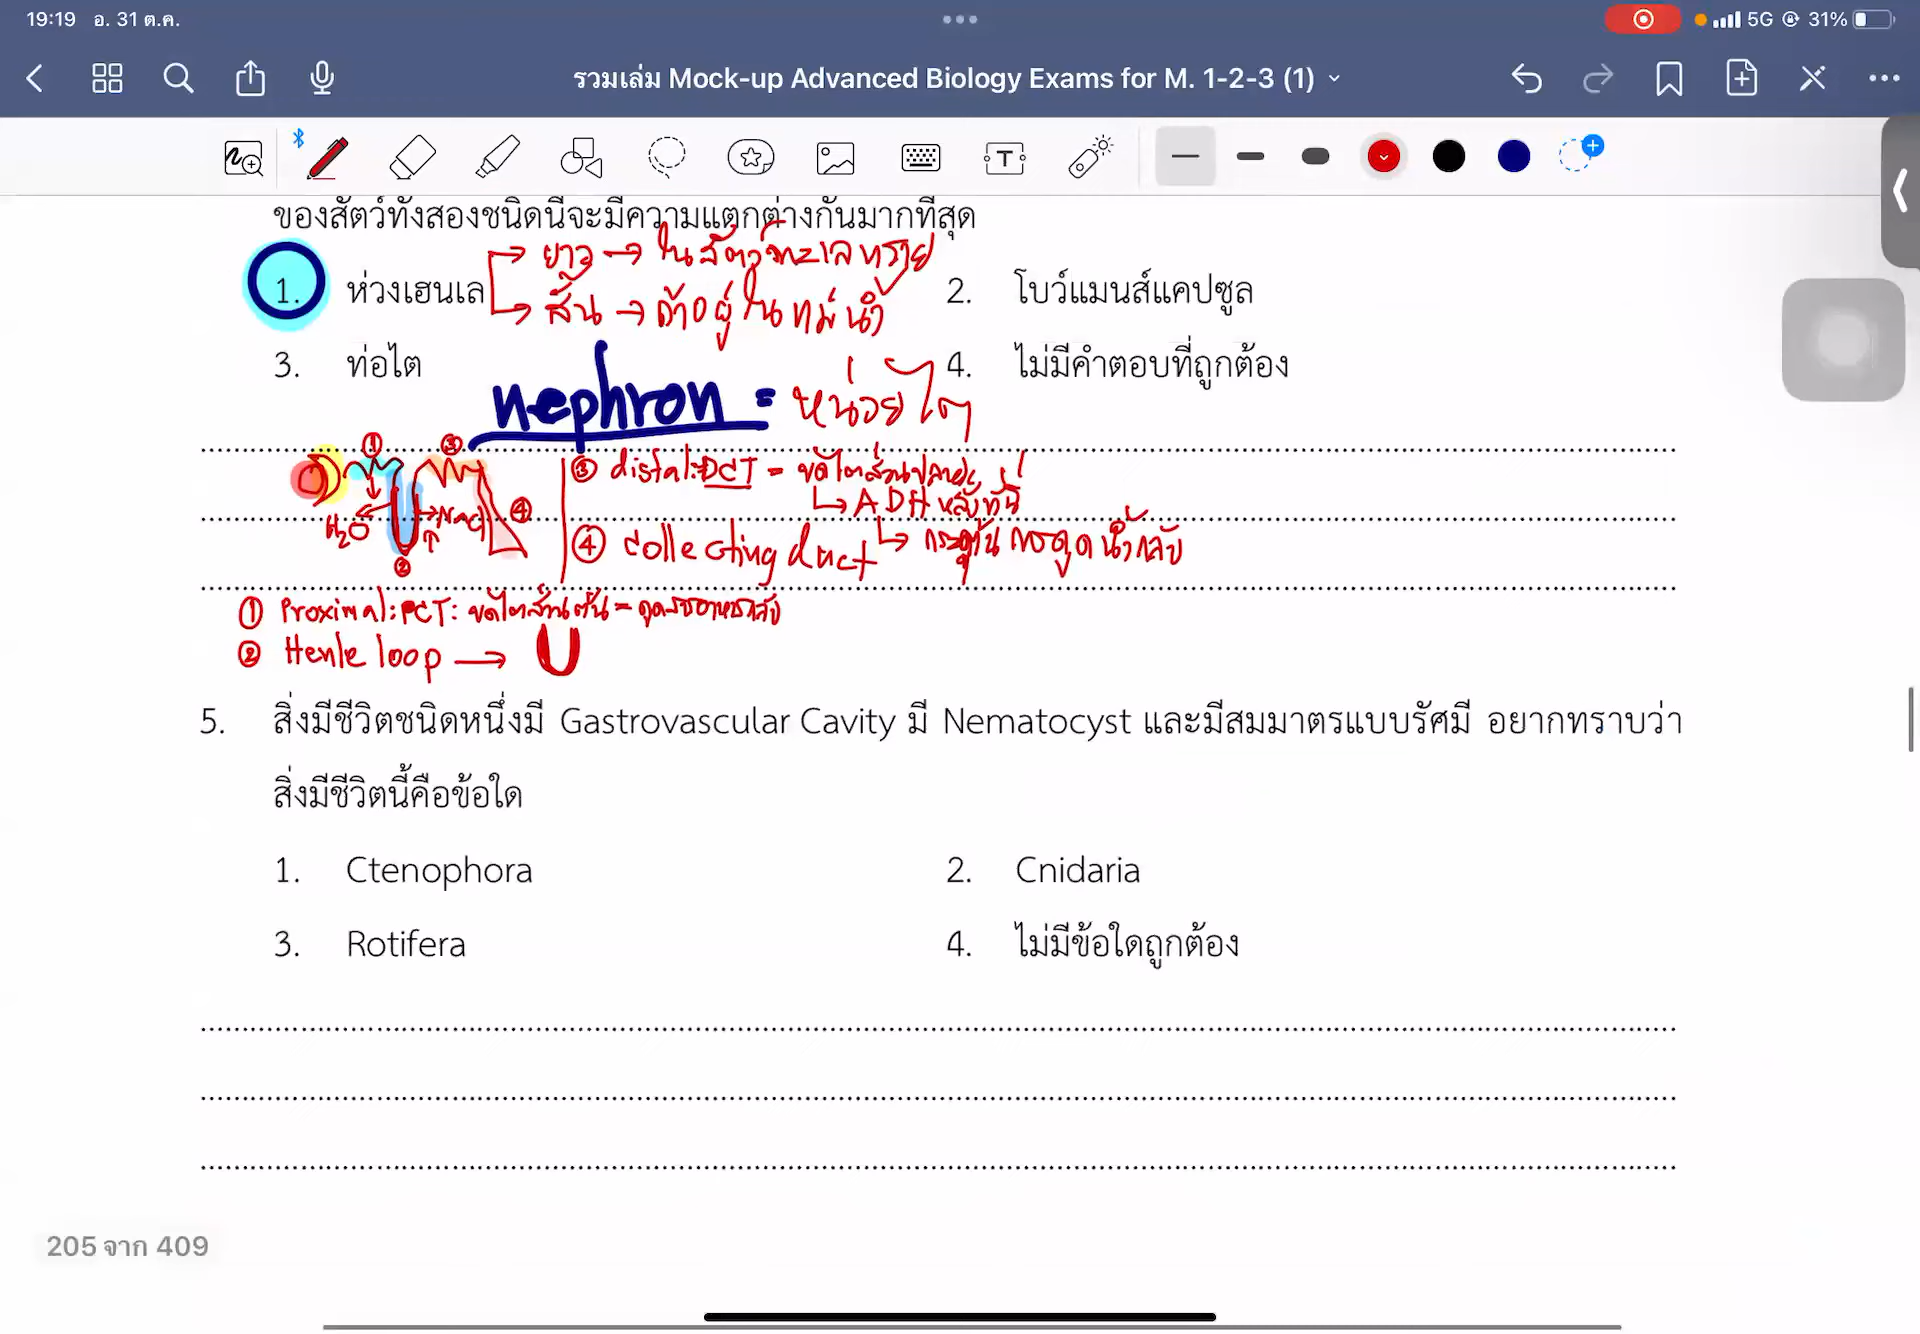 19:19 อ. 31 ต.ค.
5G 31%
รวมเล่ม Mock-up Advanced Biology Exams for M. 1-2-3 (1)
ของสัตว์ทั้งสองชนิดนี้จะมีความแตกต่างกันมากที่สุด
ยาว → ในสัตว์ทะเลทราย
1. ห่วงเฮนเล
สั้น → ถ้าอยู่ในแม่น้ำ
2. โบว์แมนส์แคปซูล
3. ท่อไต
4. ไม่มีคำตอบที่ถูกต้อง
nephron = หน่วยไต
① ③
③ distal: DCT = ขดไตส่วนปลาย
↳ ADH หลั่งที่นี่
H₂O NaCl ④
④ collecting duct ↳ กระตุ้นการดูดน้ำกลับ
②
① Proximal: PCT: ขดไตส่วนต้น = ดูดสารอาหารกลับ
② Henle loop → U
5. สิ่งมีชีวิตชนิดหนึ่งมี Gastrovascular Cavity มี Nematocyst และมีสมมาตรแบบรัศมี อยากทราบว่า
สิ่งมีชีวิตนี้คือข้อใด
1. Ctenophora
2. Cnidaria
3. Rotifera
4. ไม่มีข้อใดถูกต้อง
205 จาก 409